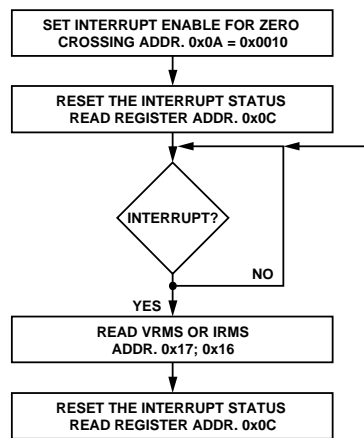 SET INTERRUPT ENABLE FOR ZERO
CROSSING ADDR. 0x0A = 0x0010
RESET THE INTERRUPT STATUS
READ REGISTER ADDR. 0x0C
INTERRUPT?
NO
YES
READ VRMS OR IRMS
ADDR. 0x17; 0x16
RESET THE INTERRUPT STATUS
READ REGISTER ADDR. 0x0C